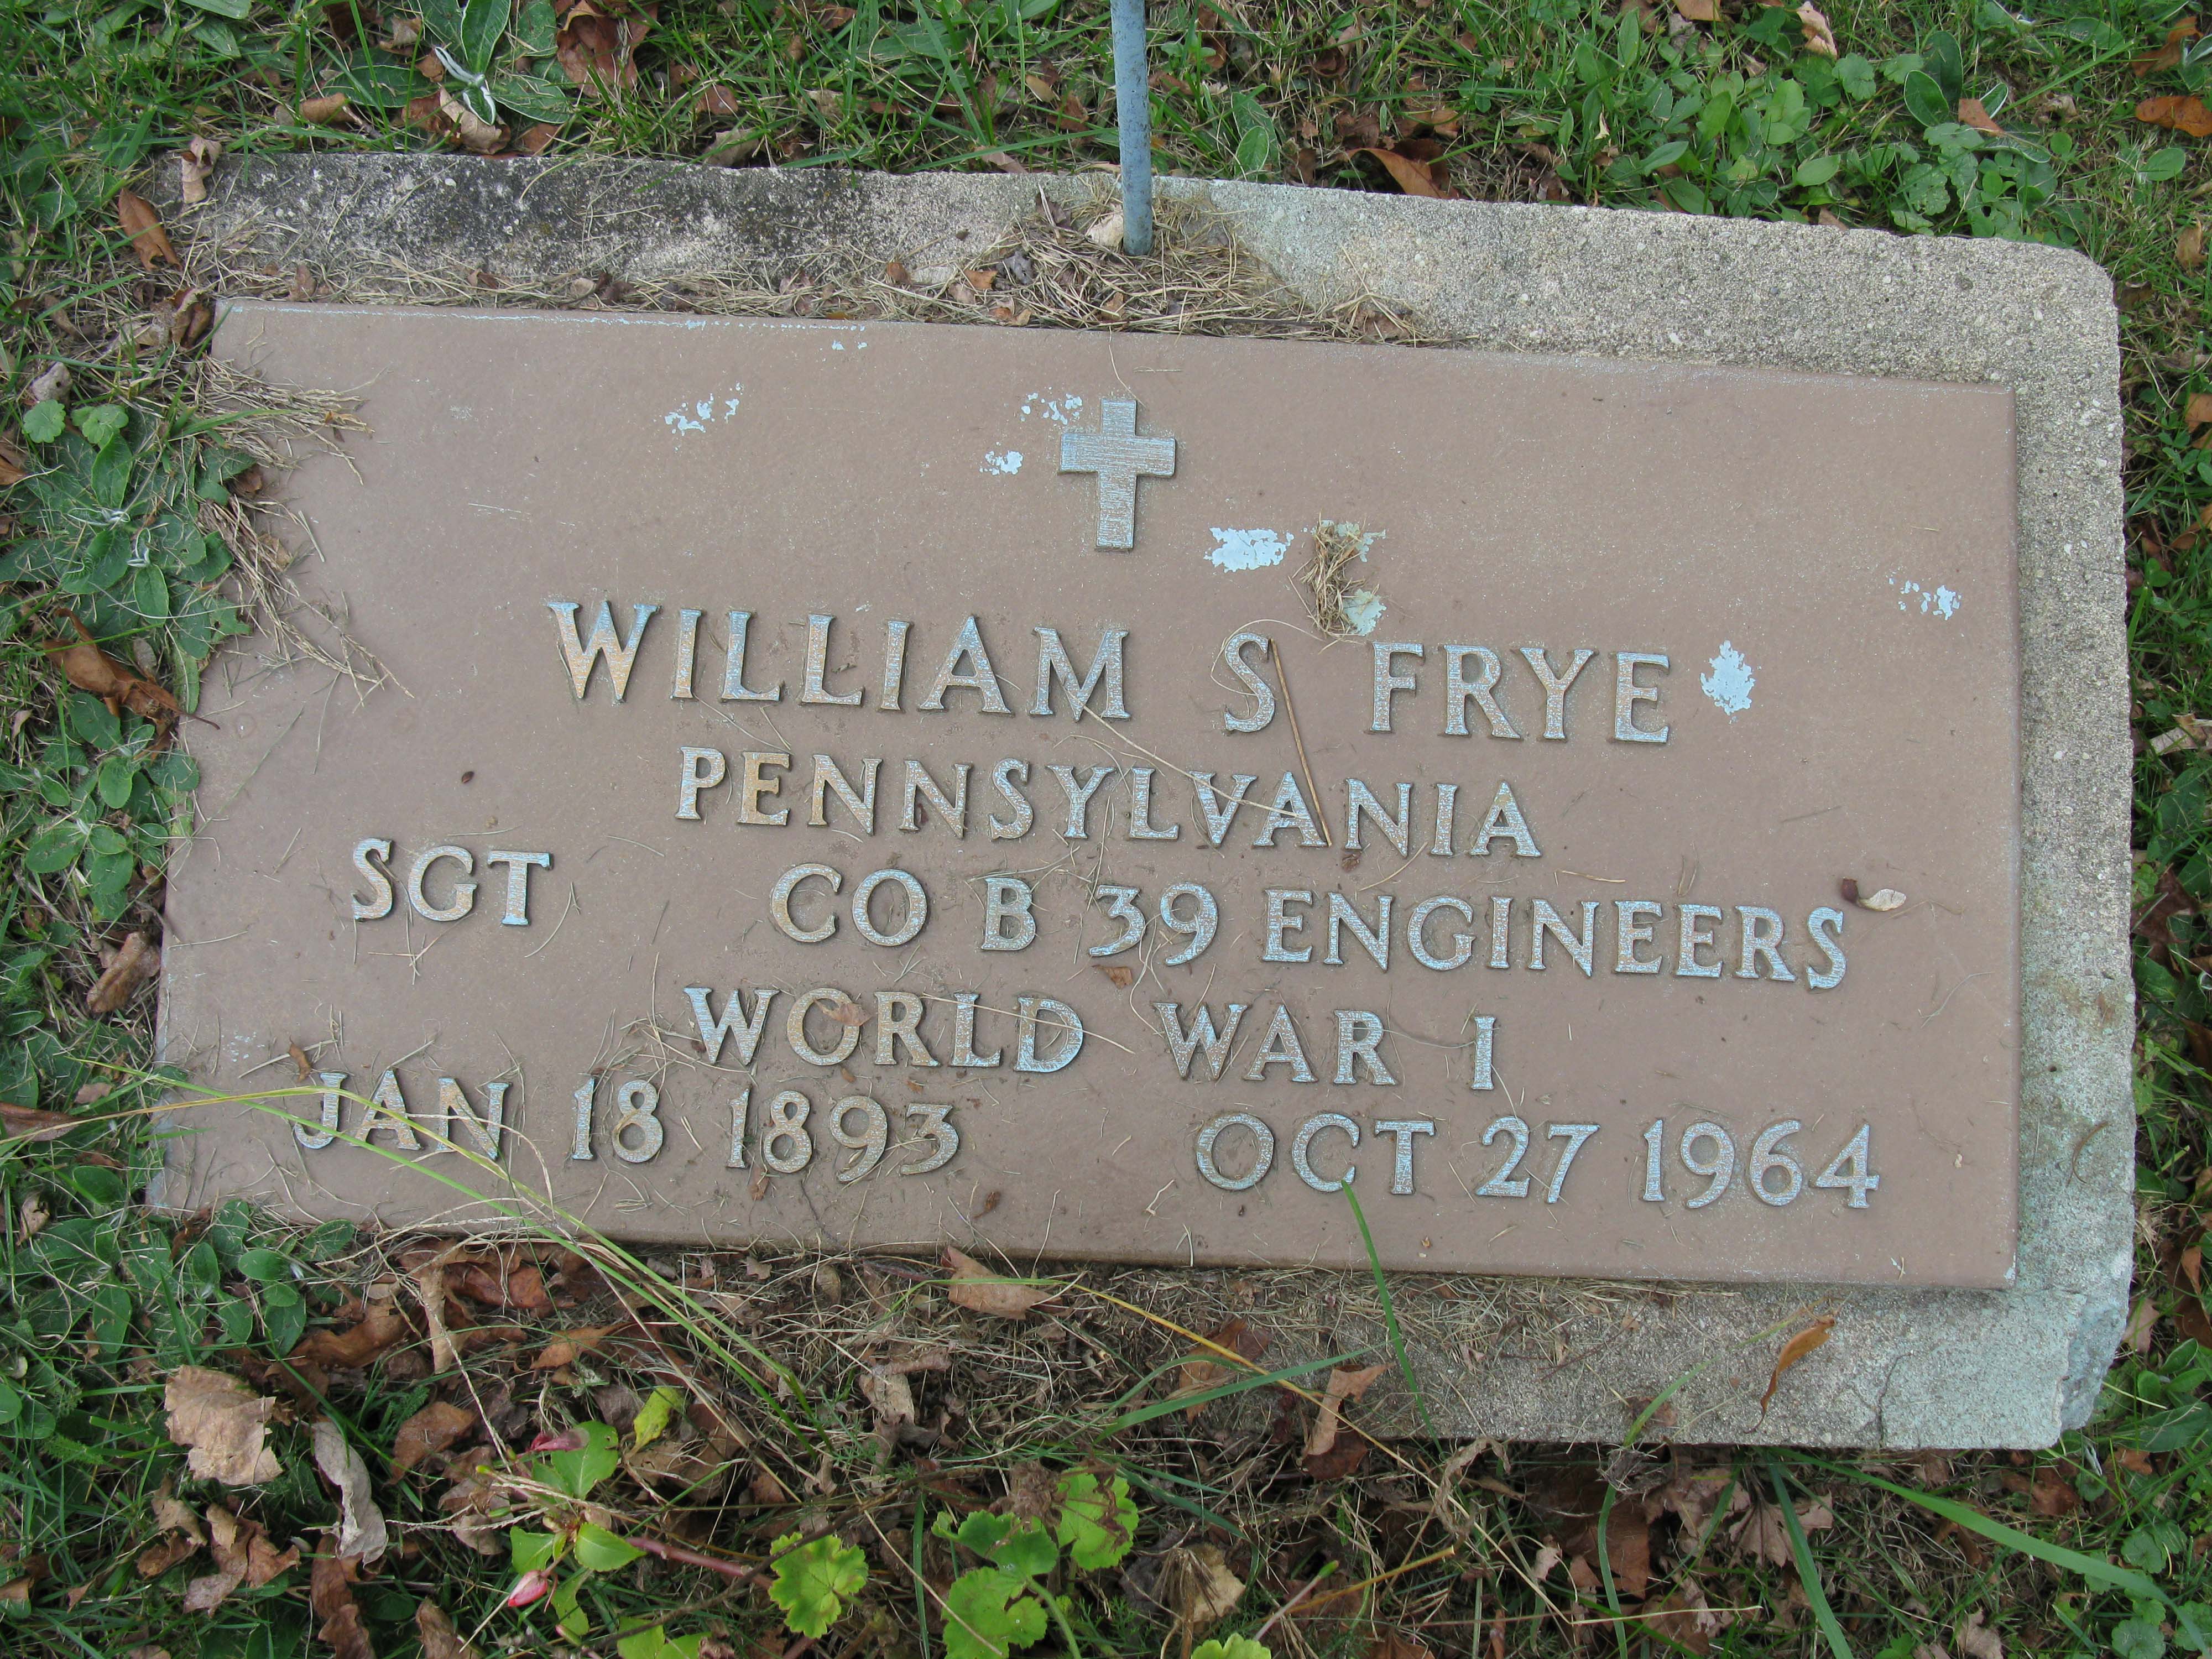 WILLIAM S FRYE
PENNSYLVANIA
SGT CO B 39 ENGINEERS
WORLD WAR I
JAN 18 1893 OCT 27 1964